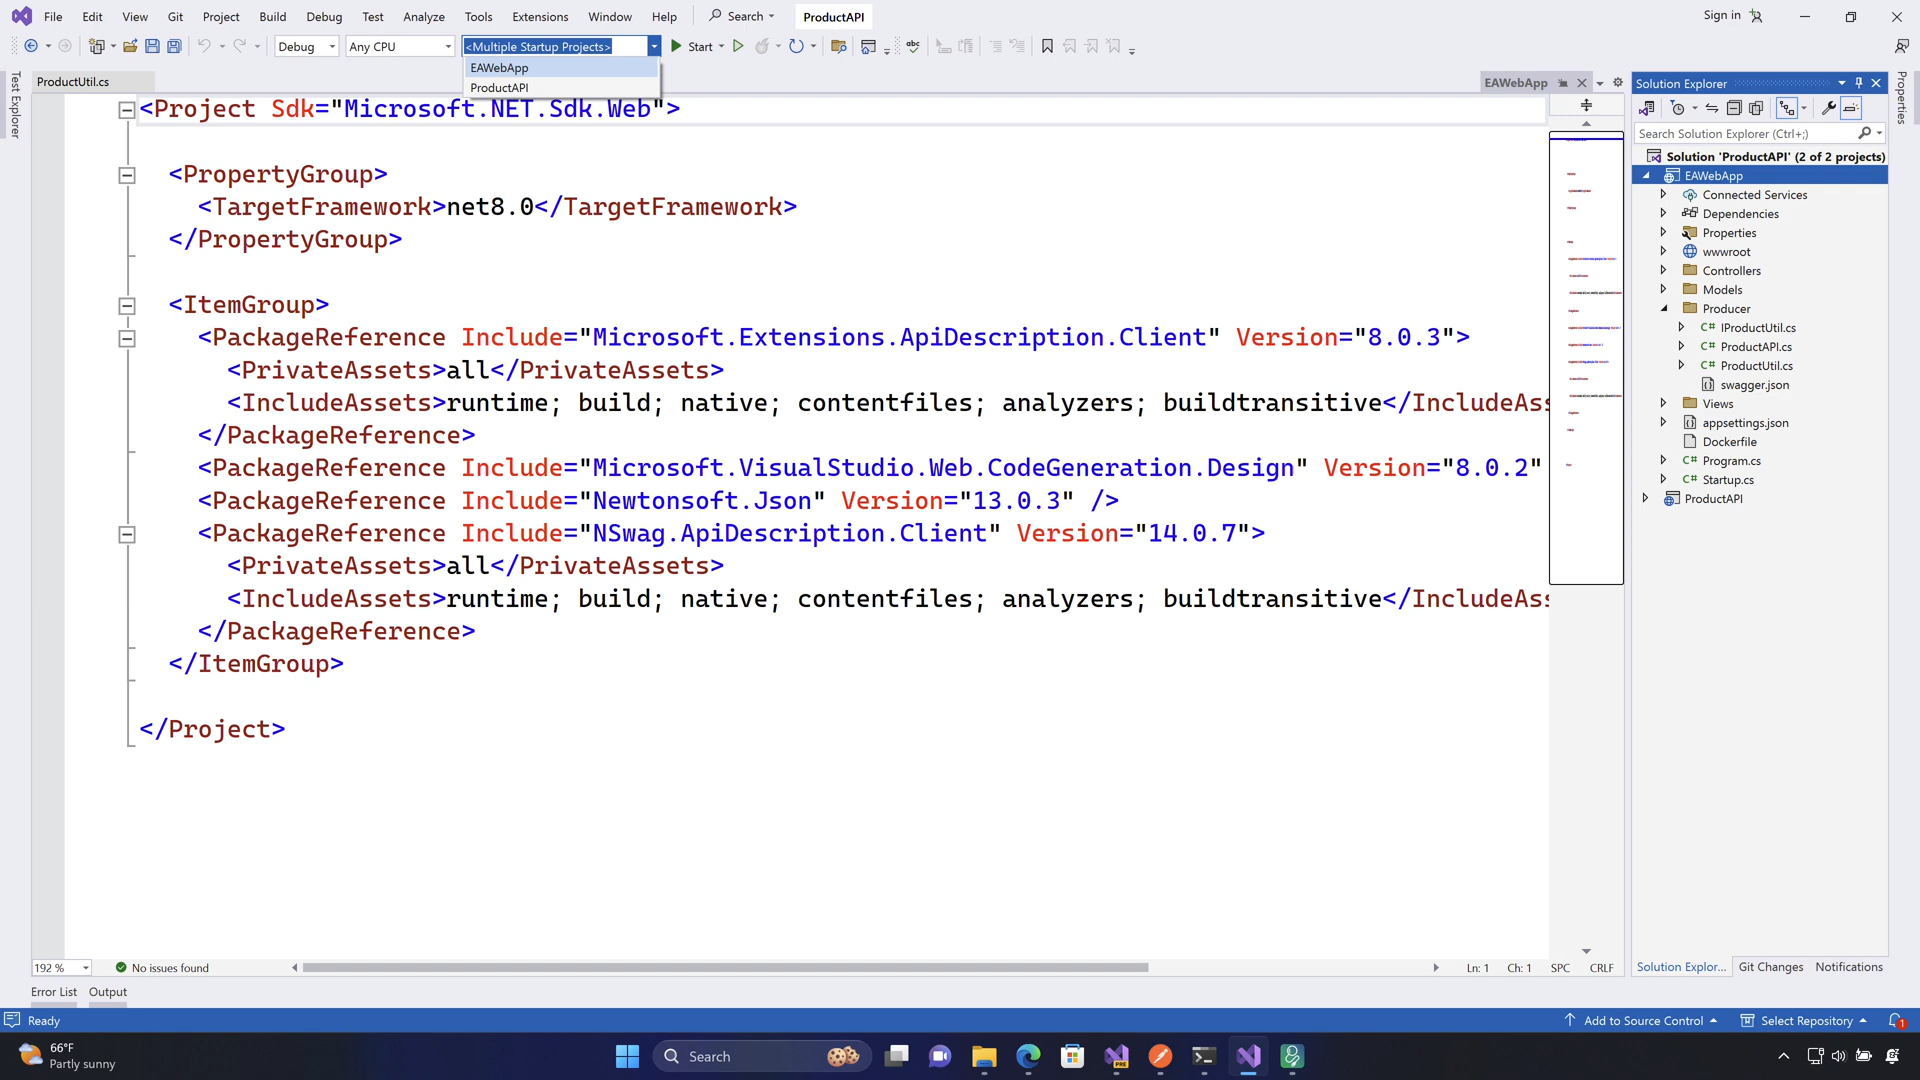 File Edit View Git Project Build Debug Test Analyze Tools Extensions Window Help Search ProductAPI Sign in
Debug Any CPU <Multiple Startup Projects> Start
EAWebApp
ProductAPI
Test Explorer
ProductUtil.cs EAWebApp
<Project Sdk="Microsoft.NET.Sdk.Web">
<PropertyGroup>
<TargetFramework>net8.0</TargetFramework>
</PropertyGroup>
<ItemGroup>
<PackageReference Include="Microsoft.Extensions.ApiDescription.Client" Version="8.0.3">
<PrivateAssets>all</PrivateAssets>
<IncludeAssets>runtime; build; native; contentfiles; analyzers; buildtransitive</IncludeAss
</PackageReference>
<PackageReference Include="Microsoft.VisualStudio.Web.CodeGeneration.Design" Version="8.0.2"
<PackageReference Include="Newtonsoft.Json" Version="13.0.3" />
<PackageReference Include="NSwag.ApiDescription.Client" Version="14.0.7">
<PrivateAssets>all</PrivateAssets>
<IncludeAssets>runtime; build; native; contentfiles; analyzers; buildtransitive</IncludeAss
</PackageReference>
</ItemGroup>
</Project>
192 % No issues found Ln: 1 Ch: 1 SPC CRLF
Solution Explorer
Properties
Search Solution Explorer (Ctrl+;)
Solution 'ProductAPI' (2 of 2 projects)
EAWebApp
Connected Services
Dependencies
Properties
wwwroot
Controllers
Models
Producer
C# IProductUtil.cs
C# ProductAPI.cs
C# ProductUtil.cs
swagger.json
Views
appsettings.json
Dockerfile
C# Program.cs
C# Startup.cs
ProductAPI
Solution Explor... Git Changes Notifications
Error List Output
Ready Add to Source Control Select Repository 1
66°F
Partly sunny
Search
PRE